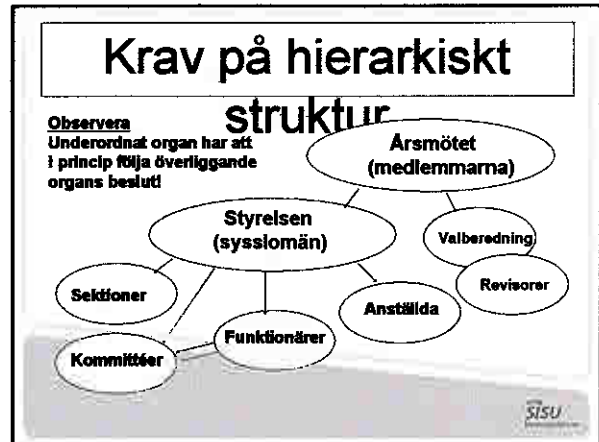 Krav på hierarkiskt
struktur
Observera
Underordnat organ har att
i princip följa överliggande
organs beslut!
Årsmötet
(medlemmarna)
Styrelsen
(sysslomän)
Valberedning
Revisorer
Sektioner
Anställda
Funktionärer
Kommittéer
SISU